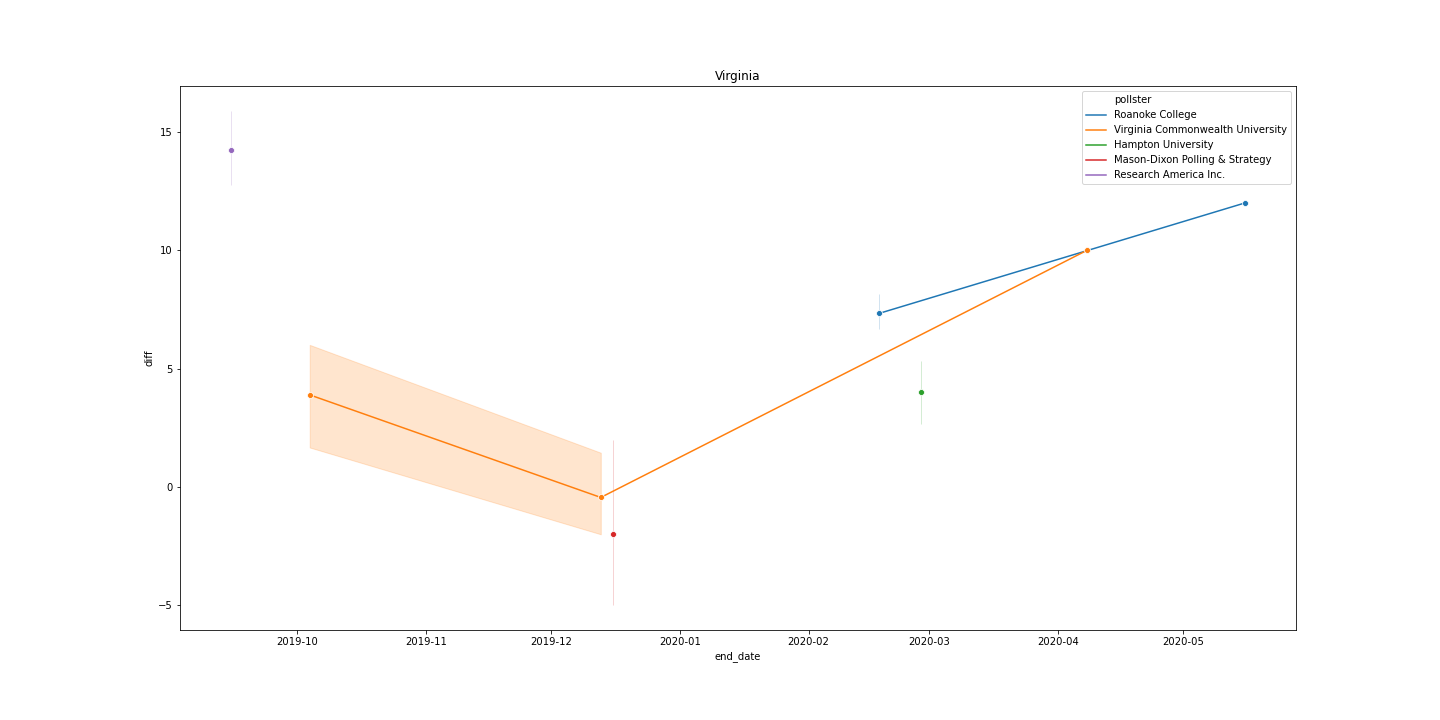 Virginia
pollster
Roanoke College
Virginia Commonwealth University
Hampton University
Mason-Dixon Polling & Strategy
Research America Inc.
15
10
5
0
−5
diff
2019-10 2019-11 2019-12 2020-01 2020-02 2020-03 2020-04 2020-05
end_date